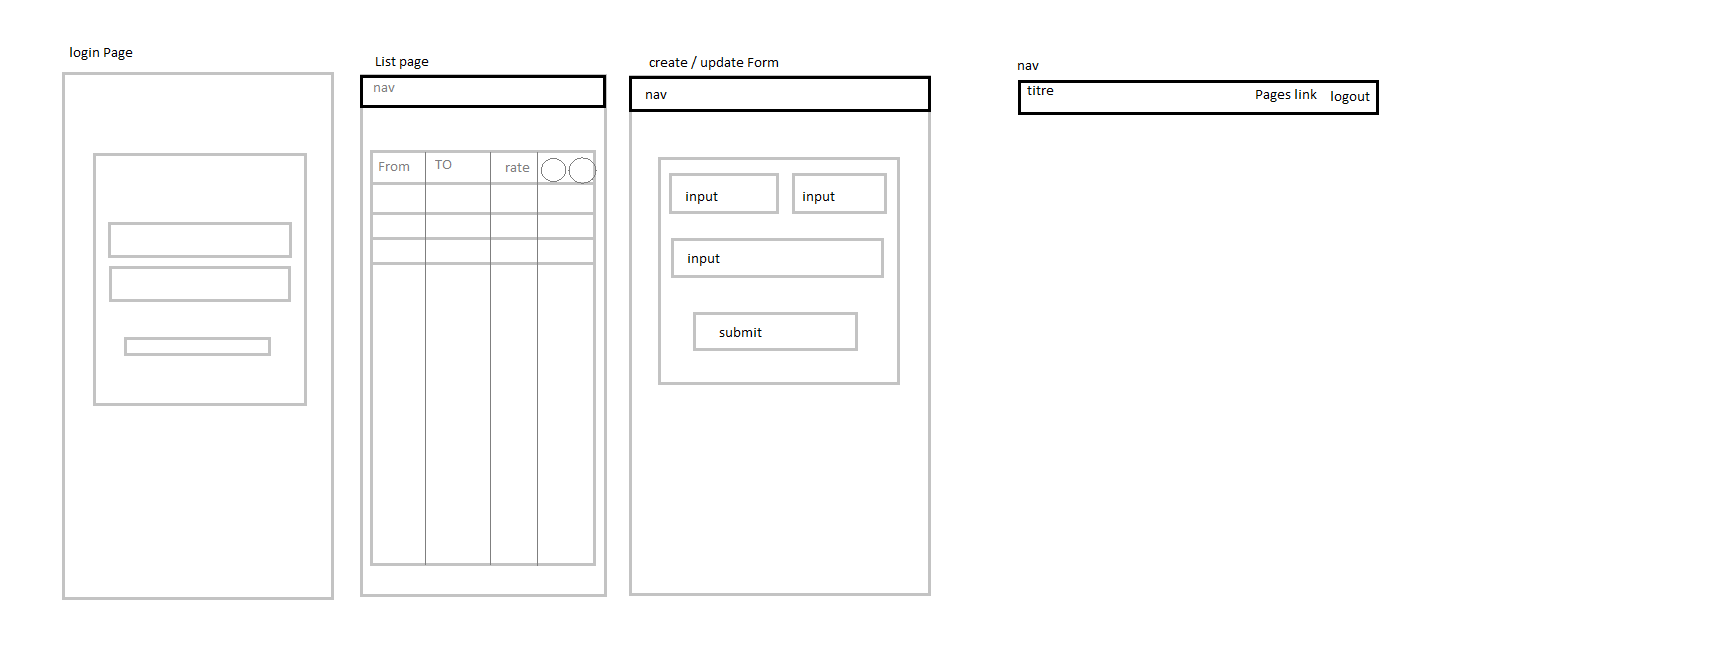 login Page
List page
nav
From
TO
rate
create / update Form
nav
input
input
input
submit
nav
titre
Pages link
logout